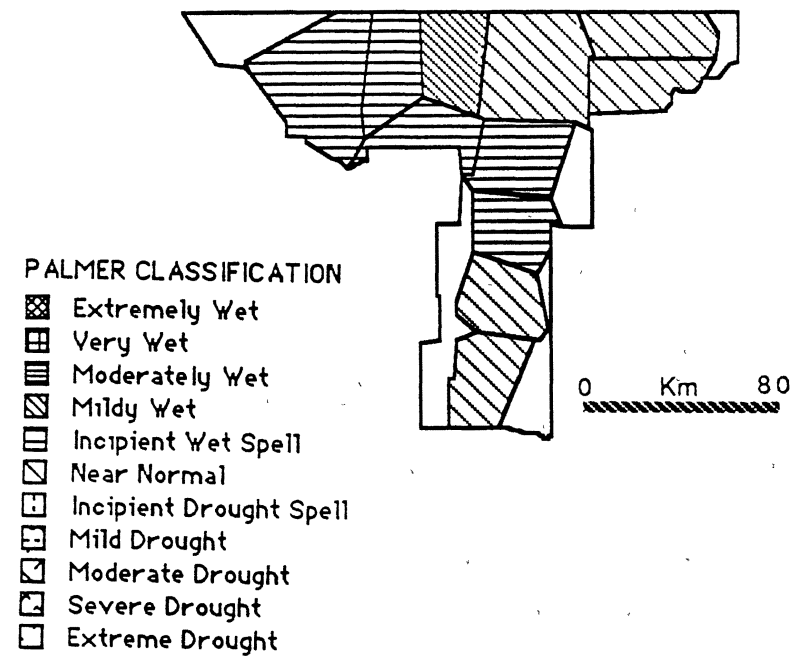 PALMER CLASSIFICATION
Extremely Wet
Very Wet
Moderately Wet
Mildy Wet
Incipient Wet Spell
Near Normal
Incipient Drought Spell
Mild Drought
Moderate Drought
Severe Drought
Extreme Drought
0 Km 80